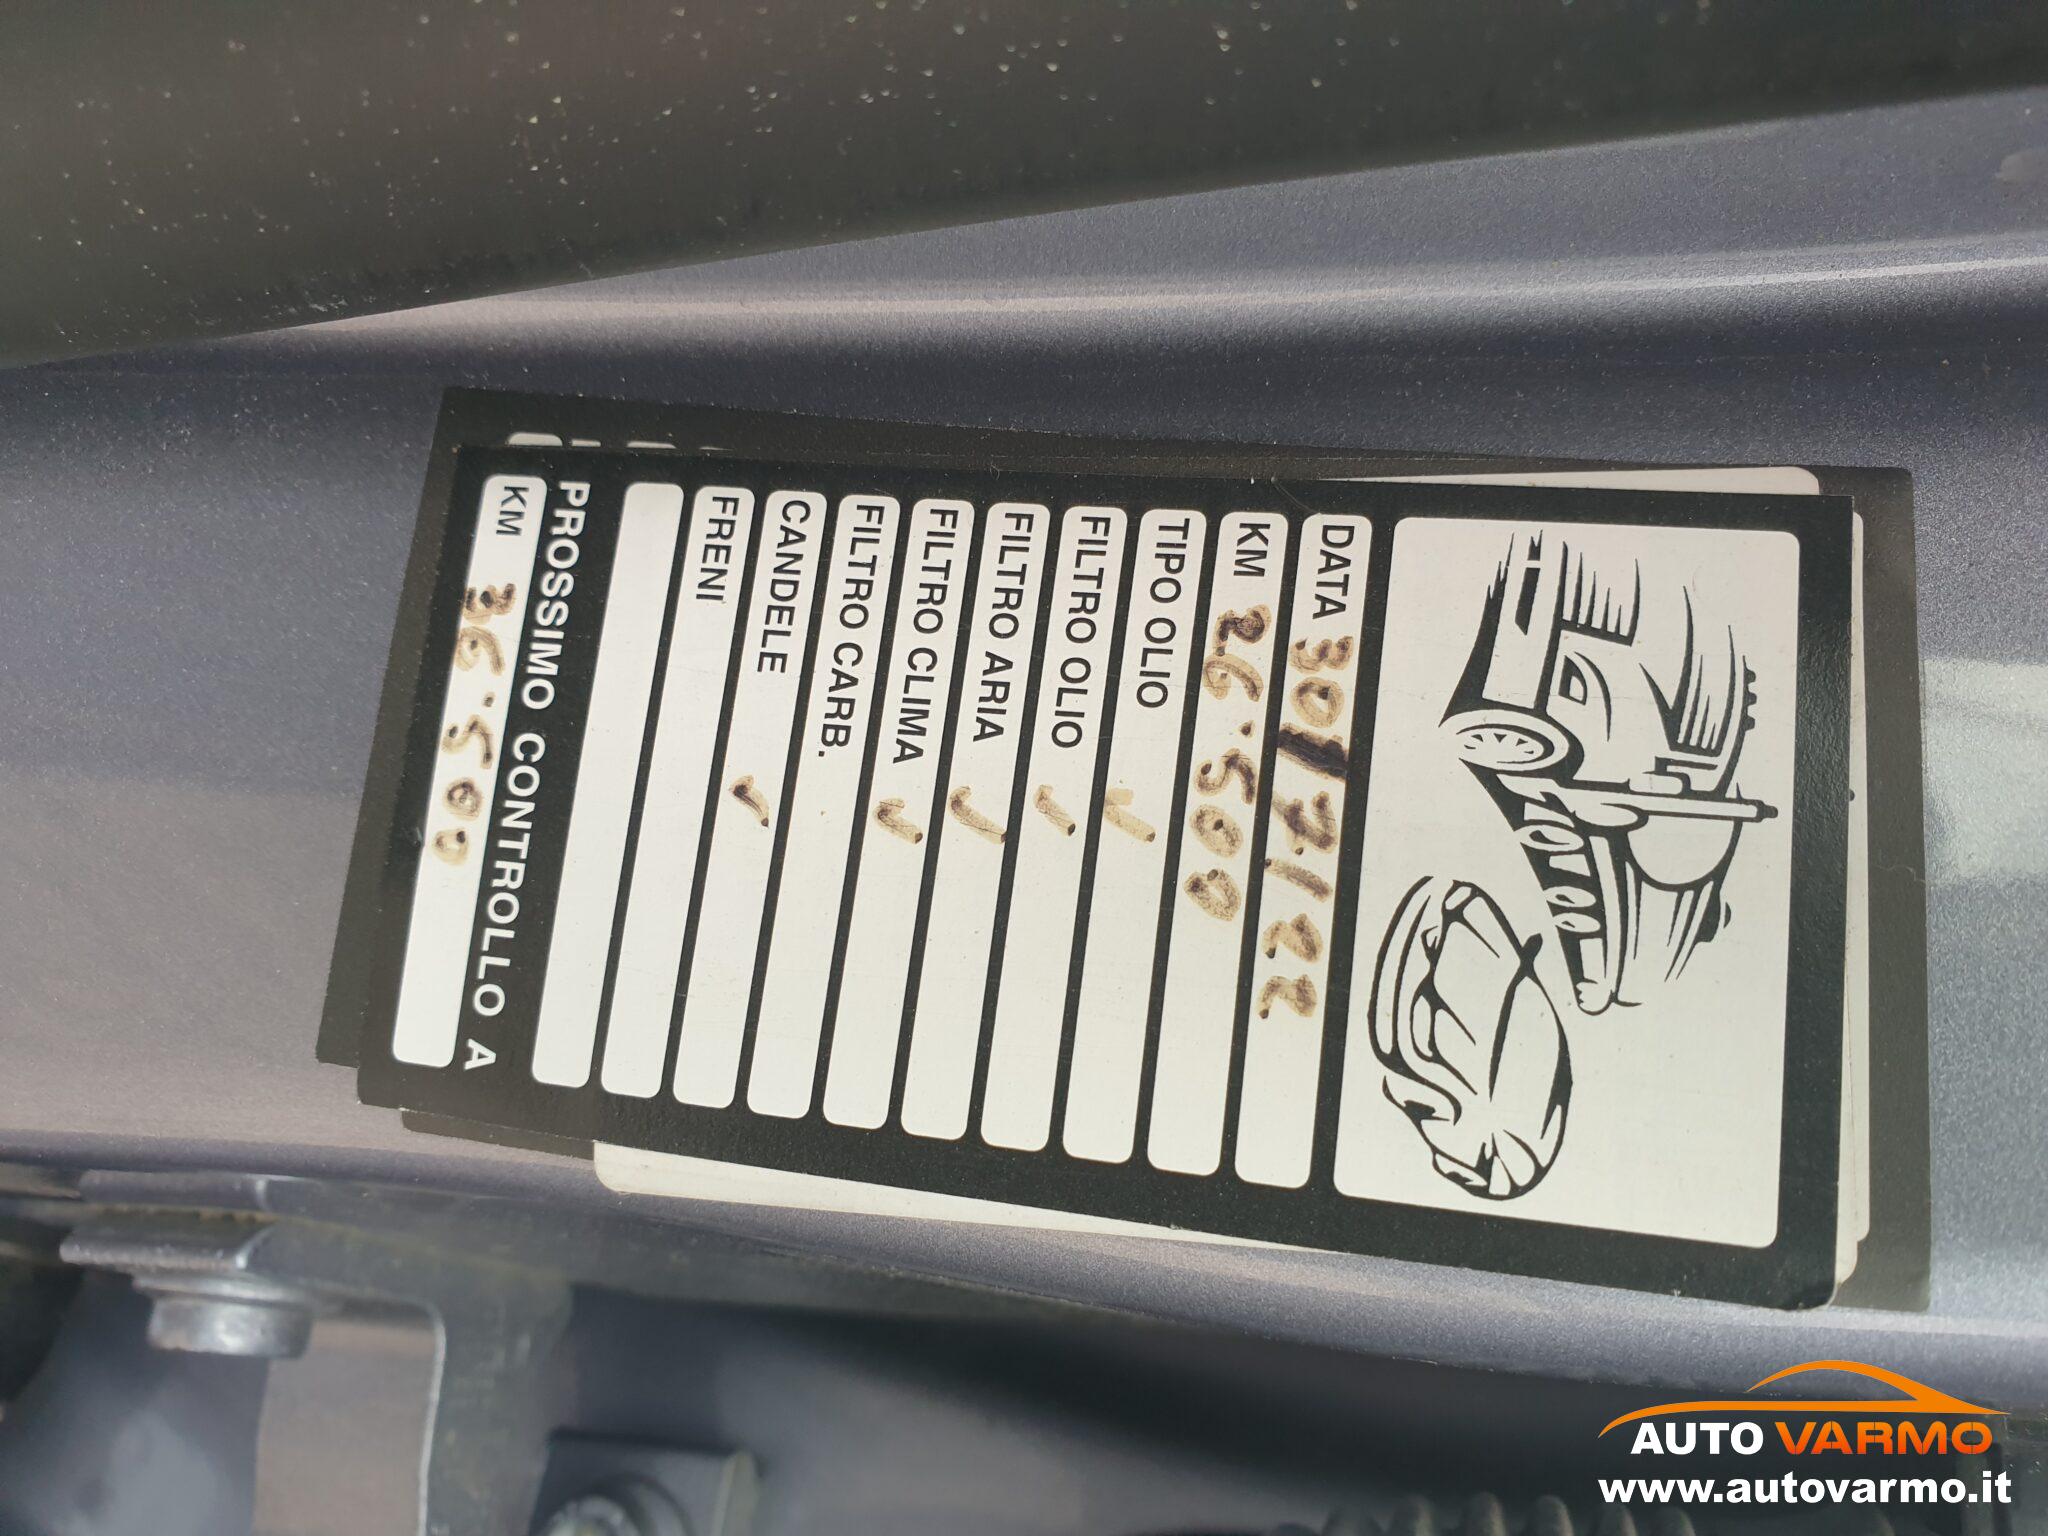 DATA 30/7/22
KM 26.500
TIPO OLIO ✓
FILTRO OLIO ✓
FILTRO ARIA ✓
FILTRO CLIMA ✓
FILTRO CARB.
CANDELE ✓
FRENI
PROSSIMO CONTROLLO A
KM 36.500
AUTO VARMO
www.autovarmo.it